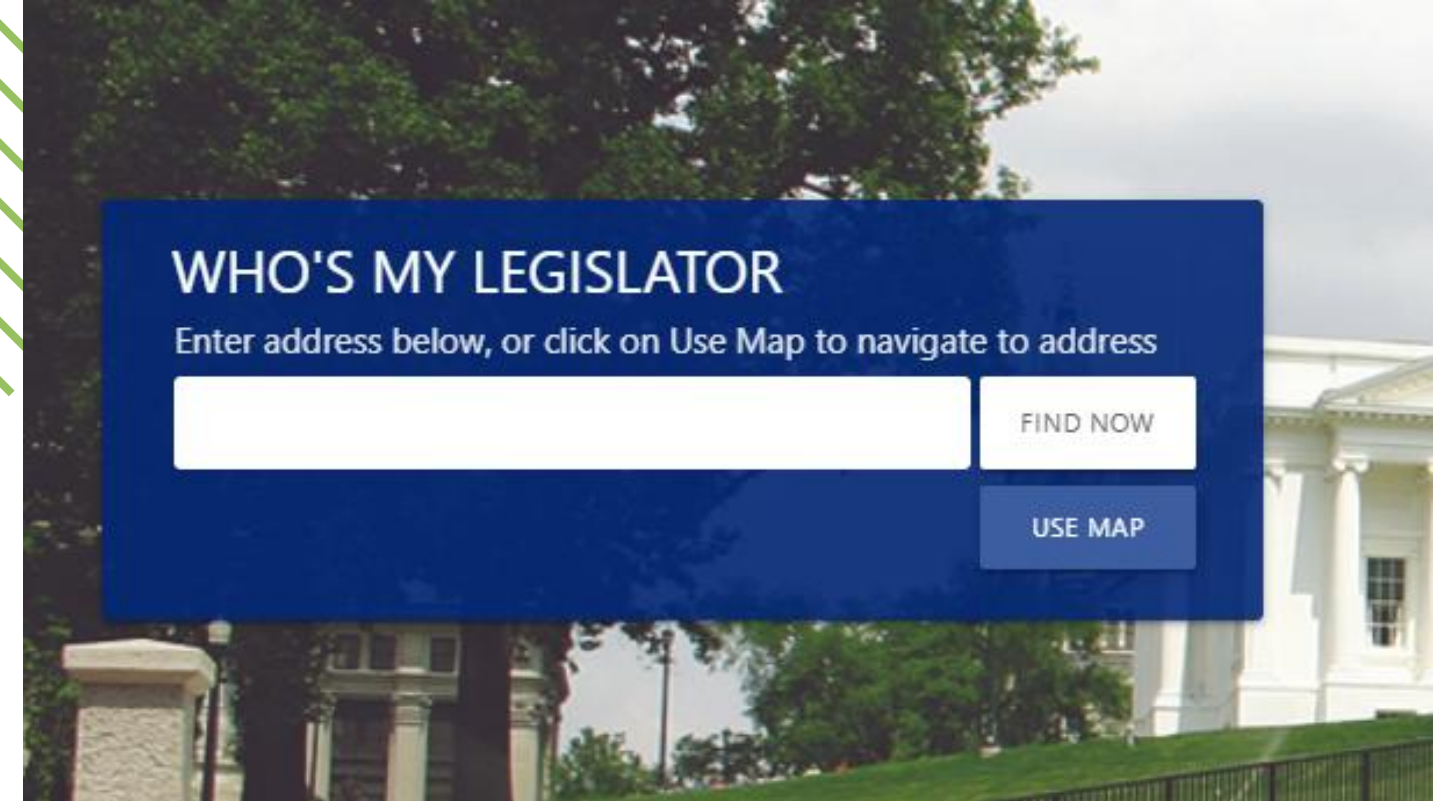 WHO'S MY LEGISLATOR
Enter address below, or click on Use Map to navigate to address
FIND NOW
USE MAP